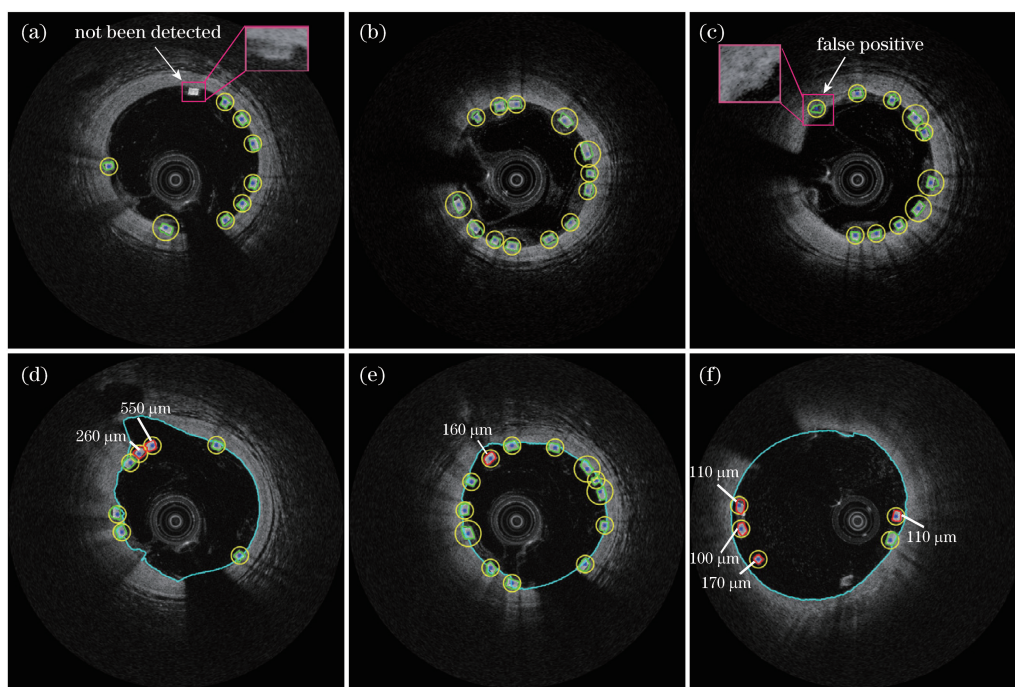 (a)
not been detected
(b)
(c)
false positive
(d)
550 μm
260 μm
(e)
160 μm
(f)
110 μm
100 μm
170 μm
110 μm